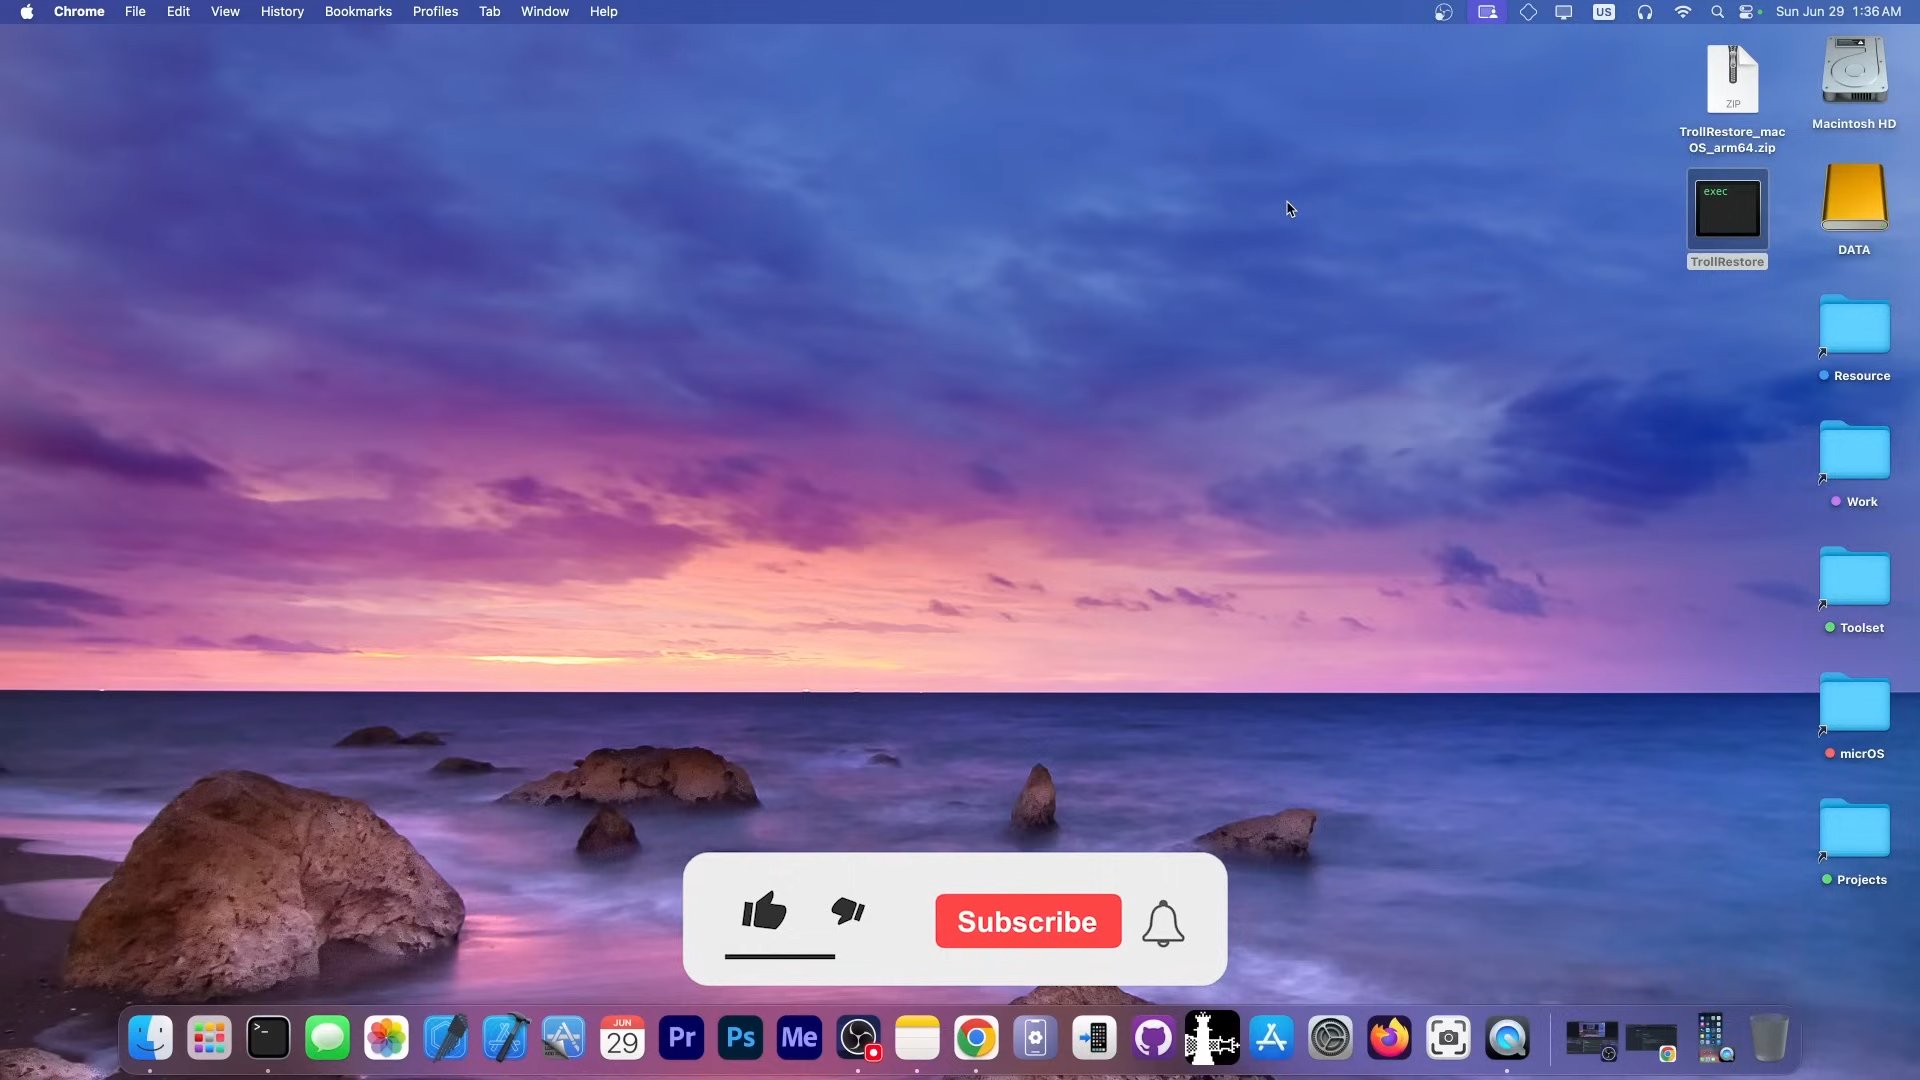 Chrome File Edit View History Bookmarks Profiles Tab Window Help US Sun Jun 29 1:36 AM
ZIP
TrollRestore_mac
OS_arm64.zip
Macintosh HD
exec
TrollRestore
DATA
Resource
Work
Toolset
micrOS
Projects
Subscribe
>_
JUN
29
Pr
Ps
Me